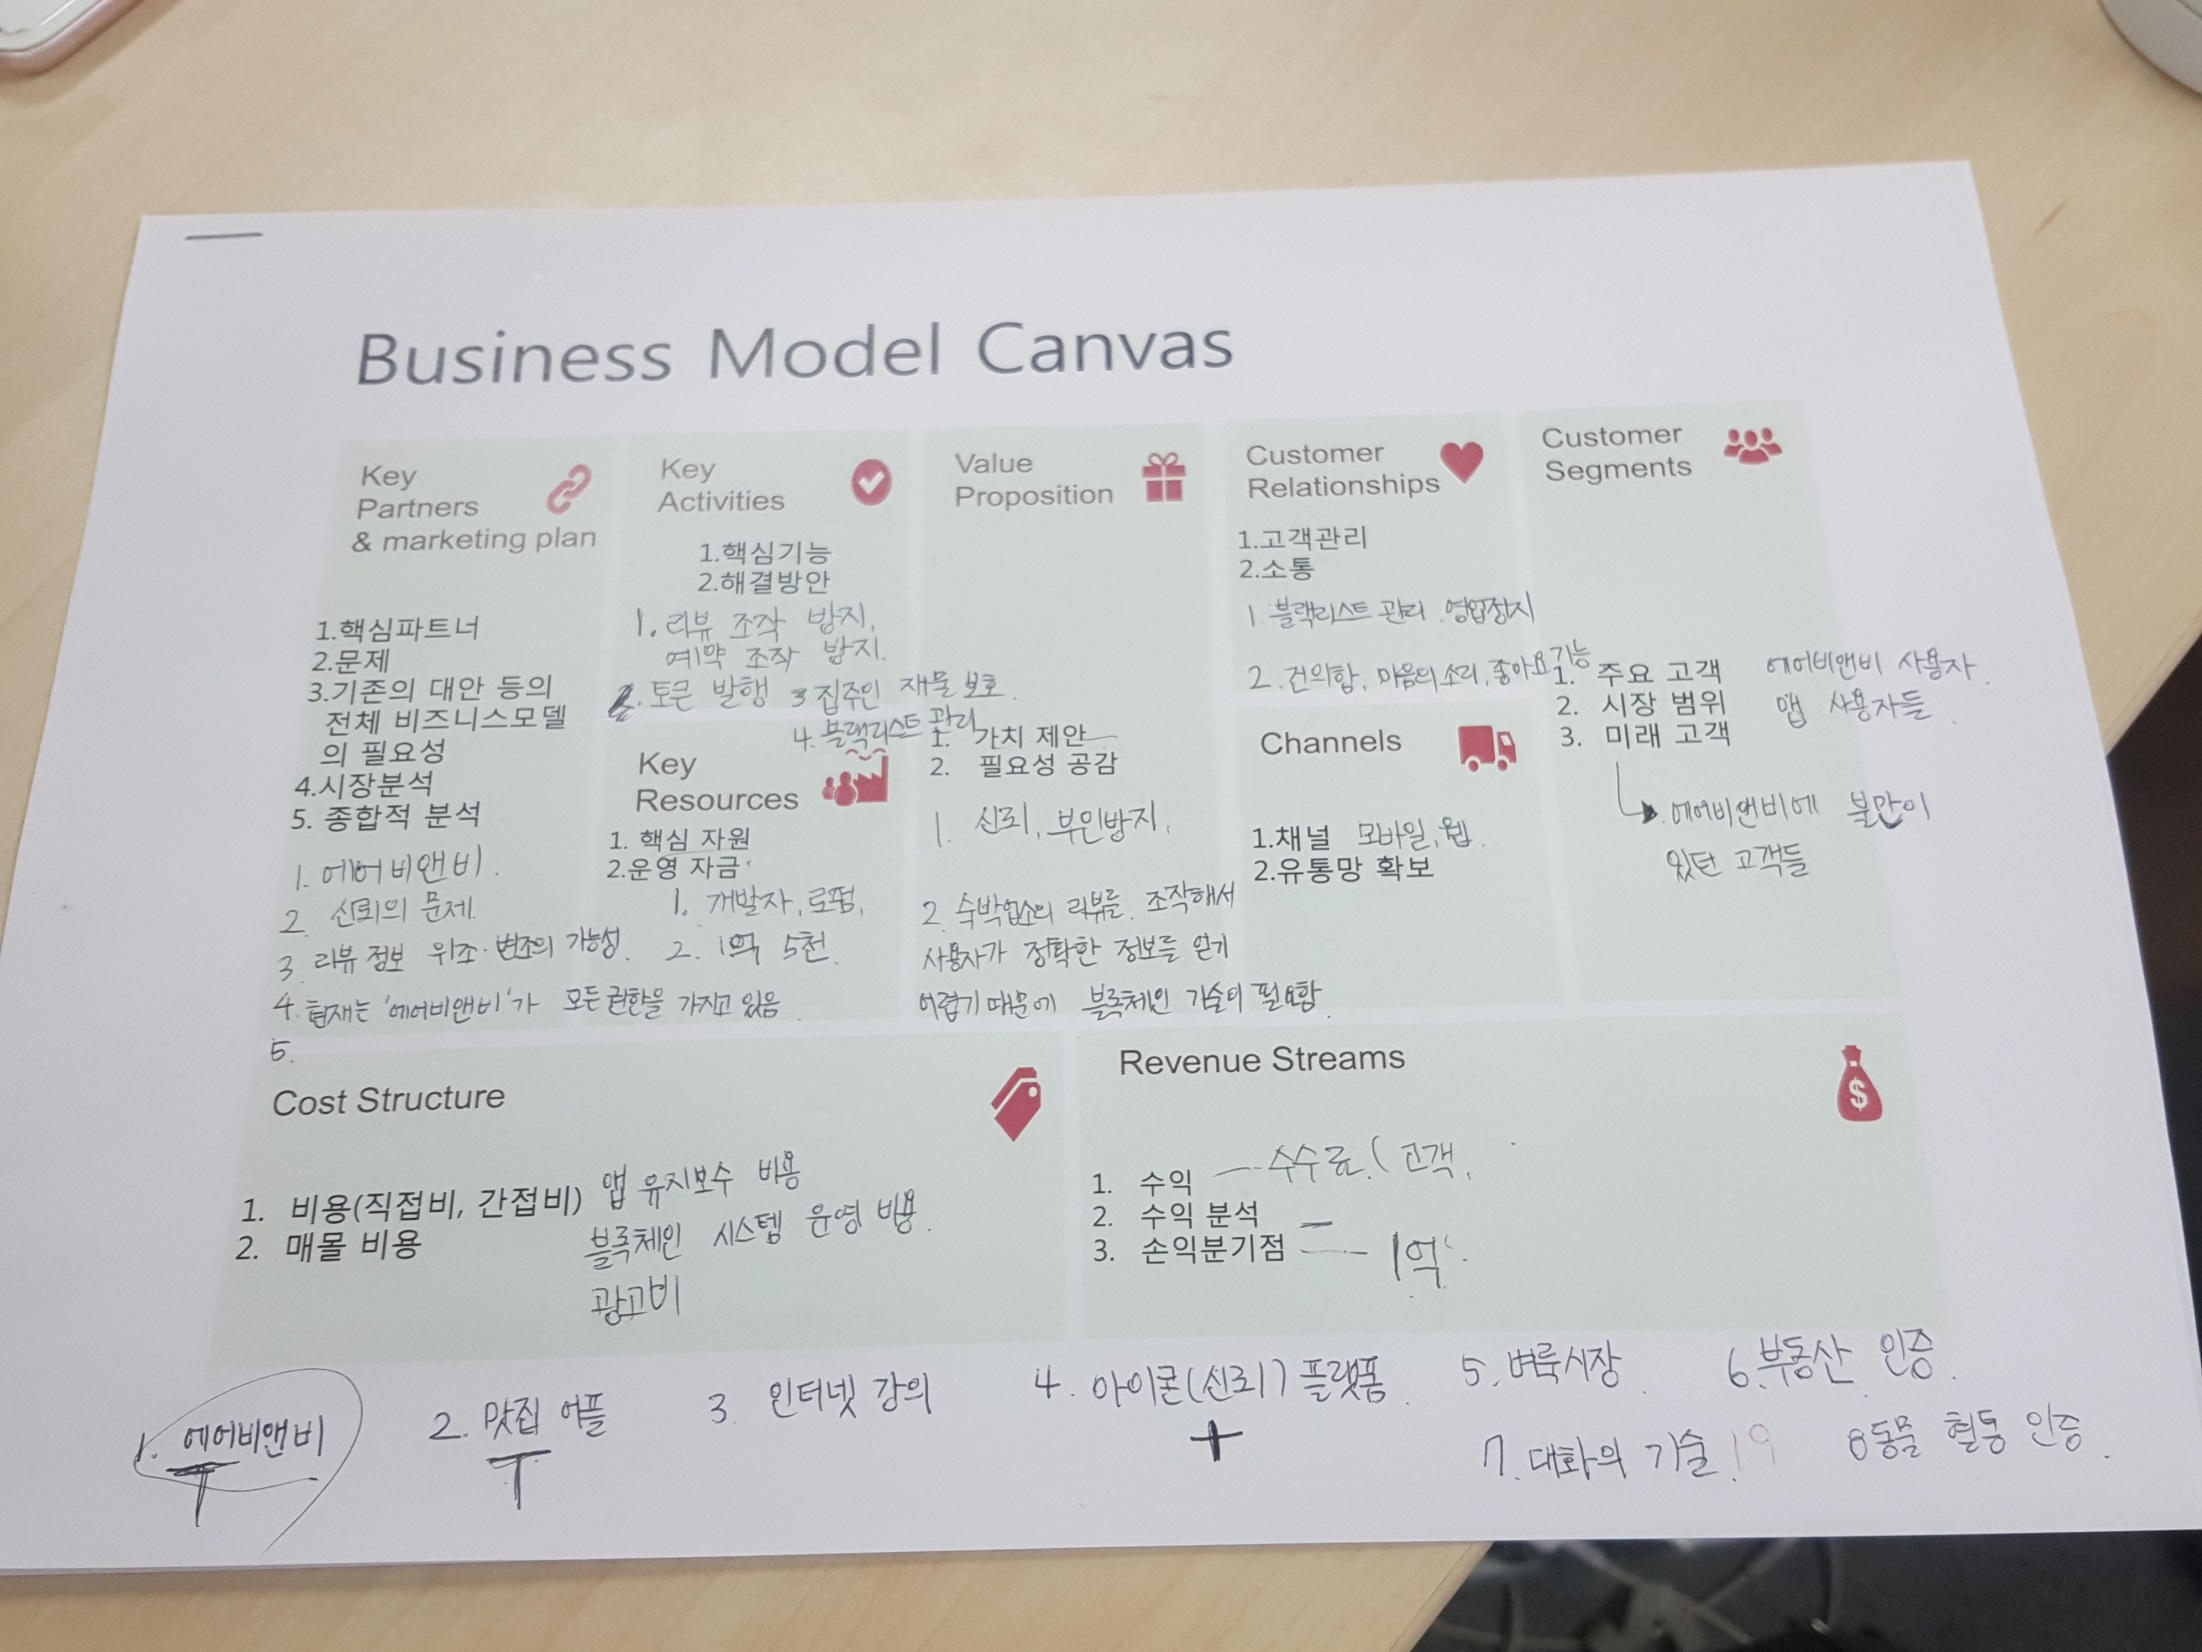 Business Model Canvas
Key
Partners
& marketing plan
1.핵심파트너
2.문제
3.기존의 대안 등의
전체 비즈니스모델
의 필요성
4.시장분석
5. 종합적 분석
1. 에어비앤비.
2. 신뢰의 문제.
3. 리뷰 정보 위조·변조의 가능성.
4. 현재는 '에어비앤비'가 모든 권한을 가지고 있음.
5.
Key
Activities
1.핵심기능
2.해결방안
1. 리뷰 조작 방지,
예약 조작 방지.
2. 토큰 발행 3 집주인 재물 보호.
4. 블랙리스트 관리
Key
Resources
1. 핵심 자원
2.운영 자금
1. 개발자, 로펌,
2. 1억 5천.
Value
Proposition
1. 가치 제안
2. 필요성 공감
1. 신뢰, 부인방지,
2. 숙박업소의 리뷰를 조작해서
사용자가 정확한 정보를 얻기
어렵기 때문에 블록체인 기술이 필요함.
Customer
Relationships
1.고객관리
2.소통
1. 블랙리스트 관리. 영업정지
2. 건의함, 마음의 소리, 좋아요 기능
Channels
1.채널 모바일, 웹.
2.유통망 확보
Customer
Segments
1. 주요 고객 에어비앤비 사용자.
2. 시장 범위 앱 사용자들.
3. 미래 고객
에어비앤비에 불만이
있던 고객들
Cost Structure
1. 비용(직접비, 간접비) 앱 유지보수 비용
2. 매몰 비용 블록체인 시스템 운영 비용.
광고비
Revenue Streams
1. 수익 수수료.(고객,
2. 수익 분석
3. 손익분기점 1억
1. 에어비앤비
2. 맛집 어플
3. 인터넷 강의
4. 아이콘(신뢰) 플랫폼.
+
5. 벼룩시장.
6. 부동산 인증.
7. 대화의 기술. 19
8 동물 혈통 인증.